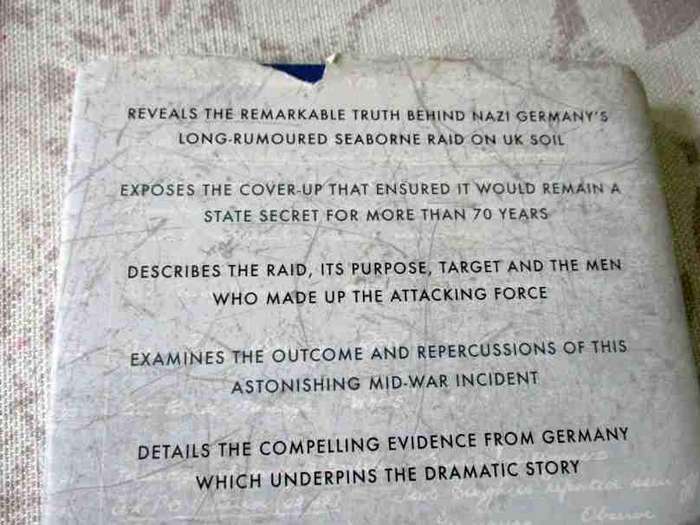 REVEALS THE REMARKABLE TRUTH BEHIND NAZI GERMANY'S
LONG-RUMOURED SEABORNE RAID ON UK SOIL
EXPOSES THE COVER-UP THAT ENSURED IT WOULD REMAIN A
STATE SECRET FOR MORE THAN 70 YEARS
DESCRIBES THE RAID, ITS PURPOSE, TARGET AND THE MEN
WHO MADE UP THE ATTACKING FORCE
EXAMINES THE OUTCOME AND REPERCUSSIONS OF THIS
ASTONISHING MID-WAR INCIDENT
DETAILS THE COMPELLING EVIDENCE FROM GERMANY
WHICH UNDERPINS THE DRAMATIC STORY